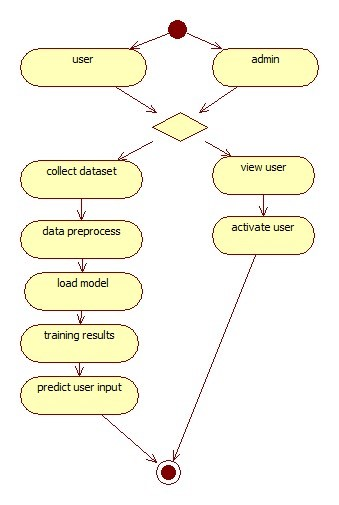 user
admin
collect dataset
view user
data preprocess
activate user
load model
training results
predict user input